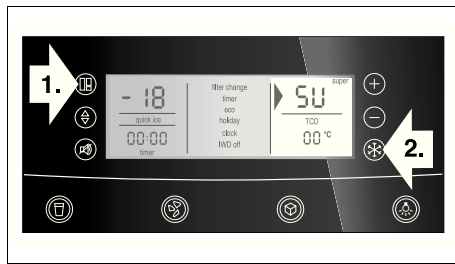 1.
- 18
quick ice
00:00
timer
filter change
timer
eco
holiday
clock
IWD off
super
SU
TCD
00 °C
2.